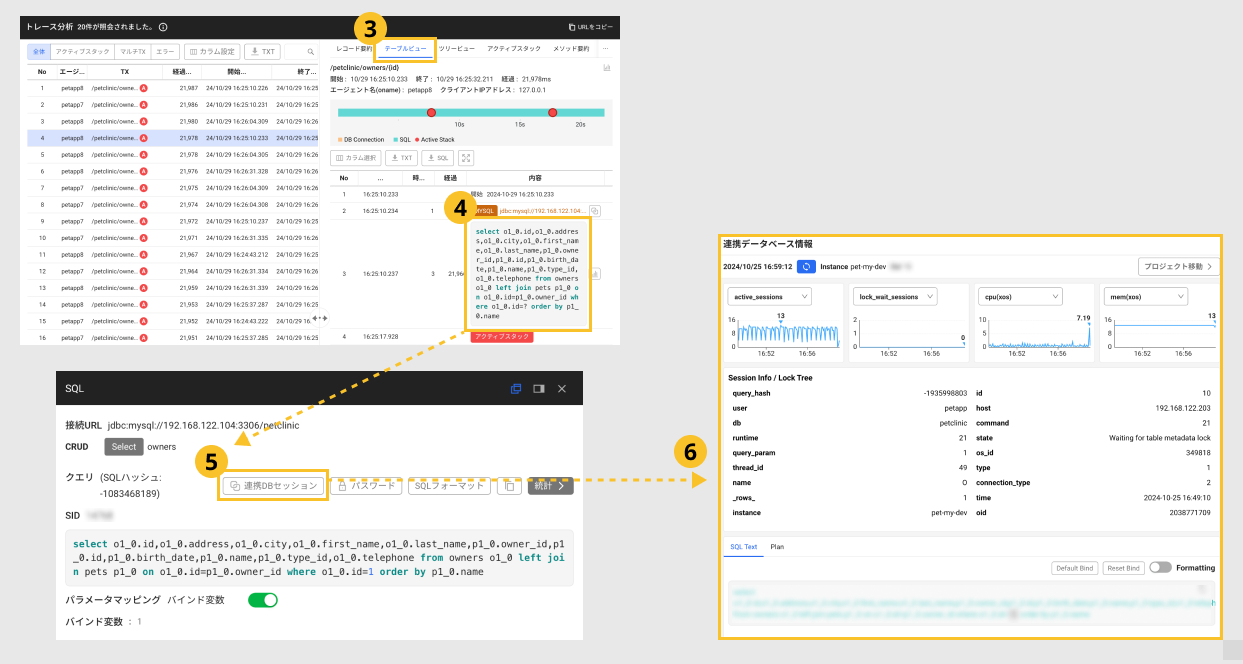 トレース分析 20件が照会されました。
URLをコピー
3
全体 アクティブスタック マルチTX エラー カラム設定 TXT
No エージ... TX 経過... 開始... 終了...
1 petapp8 /petclinic/owne... A 21,987 24/10/29 16:25:10.226 24/10/29 16:25
2 petapp7 /petclinic/owne... A 21,986 24/10/29 16:25:10.231 24/10/29 16:25
3 petapp8 /petclinic/owne... A 21,980 24/10/29 16:26:04.309 24/10/29 16:26
4 petapp8 /petclinic/owne... A 21,978 24/10/29 16:25:10.233 24/10/29 16:25
5 petapp8 /petclinic/owne... A 21,978 24/10/29 16:26:04.305 24/10/29 16:26
6 petapp8 /petclinic/owne... A 21,976 24/10/29 16:26:31.328 24/10/29 16:26
7 petapp7 /petclinic/owne... A 21,975 24/10/29 16:26:04.309 24/10/29 16:26
8 petapp7 /petclinic/owne... A 21,974 24/10/29 16:26:04.308 24/10/29 16:26
9 petapp7 /petclinic/owne... A 21,972 24/10/29 16:25:10.237 24/10/29 16:25
10 petapp7 /petclinic/owne... A 21,971 24/10/29 16:26:31.335 24/10/29 16:26
11 petapp8 /petclinic/owne... A 21,967 24/10/29 16:24:43.212 24/10/29 16:25
12 petapp7 /petclinic/owne... A 21,964 24/10/29 16:26:31.334 24/10/29 16:26
13 petapp8 /petclinic/owne... A 21,959 24/10/29 16:26:31.339 24/10/29 16:26
14 petapp8 /petclinic/owne... A 21,953 24/10/29 16:25:37.287 24/10/29 16:25
15 petapp7 /petclinic/owne... A 21,952 24/10/29 16:24:43.222 24/10/29 16.
16 petapp7 /petclinic/owne... A 21,951 24/10/29 16:25:37.285 24/10/29 16:25
レコード要約 テーブルビュー ツリービュー アクティブスタック メソッド要約 ...
/petclinic/owners/{id}
開始: 10/29 16:25:10.233 終了: 10/29 16:25:32.211 経過: 21,978ms
エージェント名(oname): petapp8 クライアントIPアドレス: 127.0.0.1
10s 15s 20s
DB Connection SQL Active Stack
カラム選択 TXT SQL
No ... 時... 経過 内容
1 16:25:10.233 開始 2024-10-29 16:25:10.233
2 16:25:10.234 1 MYSQL jdbc:mysql://192.168.122.104...
4
3 16:25:10.237 3 21,96
select o1_0.id,o1_0.addres
s,o1_0.city,o1_0.first_nam
e,o1_0.last_name,p1_0.owne
r_id,p1_0.id,p1_0.birth_da
te,p1_0.name,p1_0.type_id,
o1_0.telephone from owners
o1_0 left join pets p1_0 o
n o1_0.id=p1_0.owner_id wh
ere o1_0.id=? order by p1_
0.name
4 16:25:17.928 アクティブスタック
SQL
接続URL jdbc:mysql://192.168.122.104:3306/petclinic
CRUD Select owners
5
クエリ (SQLハッシュ:
-1083468189)
連携DBセッション パスワード SQLフォーマット 統計
SID
select o1_0.id,o1_0.address,o1_0.city,o1_0.first_name,o1_0.last_name,p1_0.owner_id,p1
_0.id,p1_0.birth_date,p1_0.name,p1_0.type_id,o1_0.telephone from owners o1_0 left joi
n pets p1_0 on o1_0.id=p1_0.owner_id where o1_0.id=1 order by p1_0.name
パラメータマッピング バインド変数
バインド変数 : 1
6
連携データベース情報
2024/10/25 16:59:12 Instance pet-my-dev
プロジェクト移動
active_sessions lock_wait_sessions cpu(xos) mem(xos)
16 8 0 13 16:52 16:56
2 1 0 0 16:52 16:56
10 5 0 7.19 16:52 16:56
16 8 0 13 16:52 16:56
Session Info / Lock Tree
query_hash -1935998803 id 10
user petapp host 192.168.122.203
db petclinic command 21
runtime 21 state Waiting for table metadata lock
query_param 1 os_id 349818
thread_id 49 type 1
name O connection_type 2
_rows_ 1 time 2024-10-25 16:49:10
instance pet-my-dev oid 2038771709
SQL Text Plan
Default Bind Reset Bind Formatting